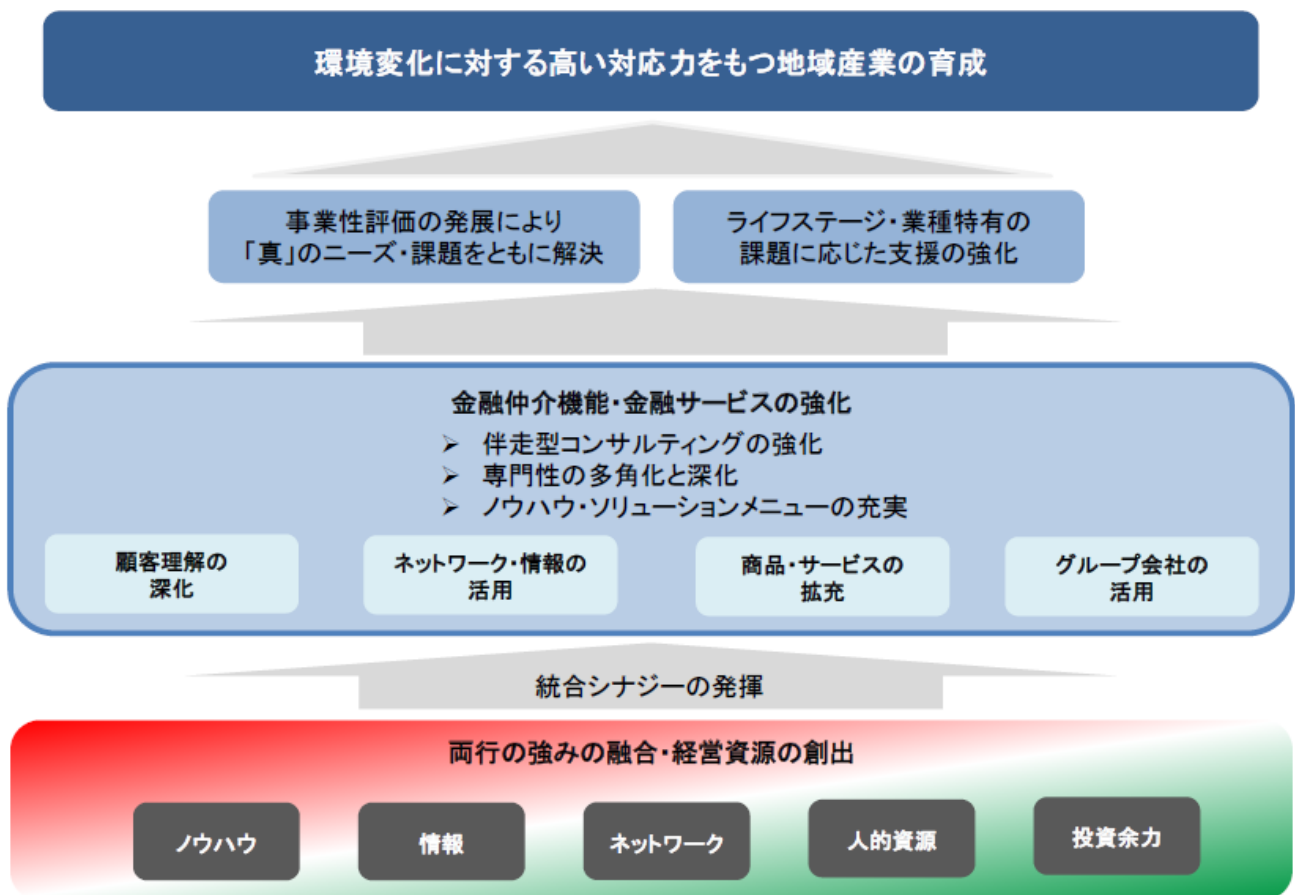 環境変化に対する高い対応力をもつ地域産業の育成
事業性評価の発展により
「真」のニーズ・課題をともに解決
ライフステージ・業種特有の
課題に応じた支援の強化
金融仲介機能・金融サービスの強化
➢ 伴走型コンサルティングの強化
➢ 専門性の多角化と深化
➢ ノウハウ・ソリューションメニューの充実
顧客理解の
深化
ネットワーク・情報の
活用
商品・サービスの
拡充
グループ会社の
活用
統合シナジーの発揮
両行の強みの融合・経営資源の創出
ノウハウ
情報
ネットワーク
人的資源
投資余力